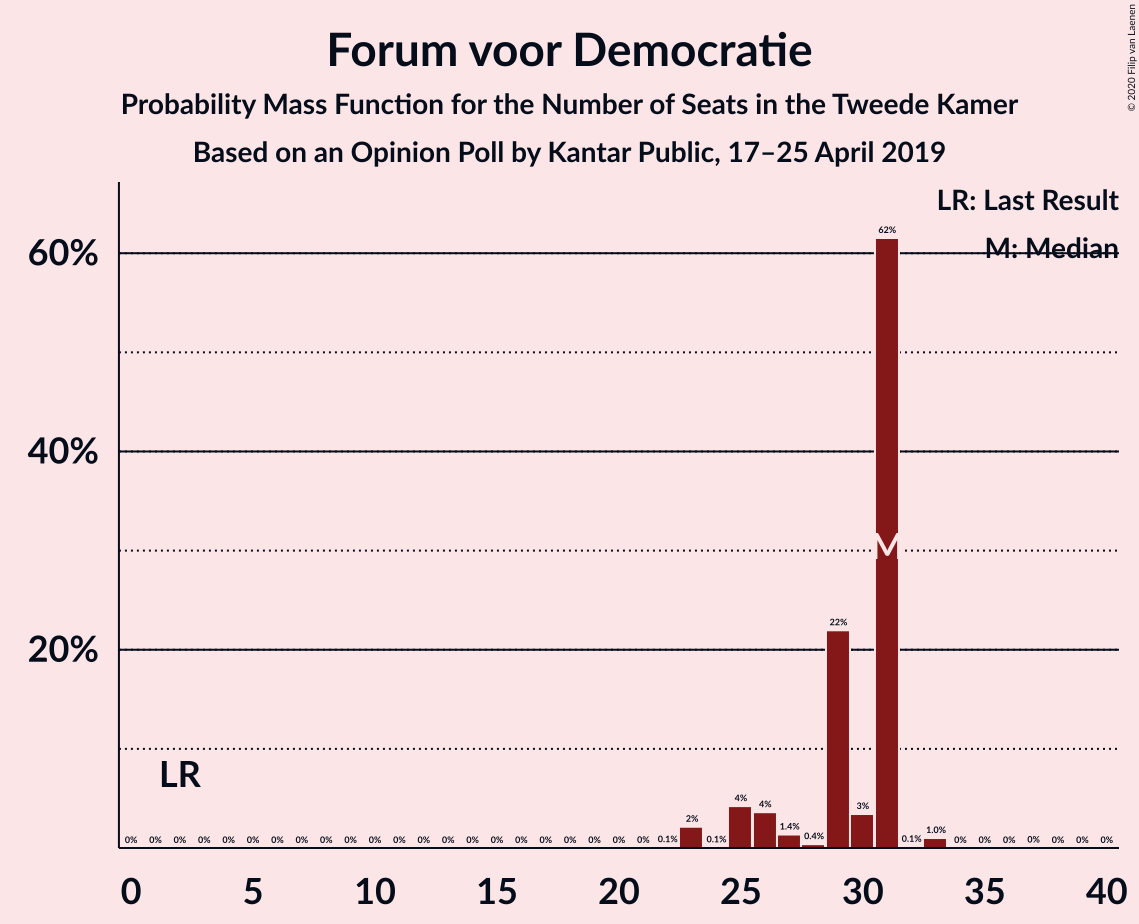 Forum voor Democratie
Probability Mass Function for the Number of Seats in the Tweede Kamer
Based on an Opinion Poll by Kantar Public, 17–25 April 2019
© 2020 Filip van Laenen
LR: Last Result
M: Median
60%
40%
20%
62%
M
22%
LR
0% 0% 0% 0% 0% 0% 0% 0% 0% 0% 0% 0% 0% 0% 0% 0% 0% 0% 0% 0% 0% 0% 0.1% 2% 0.1% 4% 4% 1.4% 0.4% 3% 0.1% 1.0% 0% 0% 0% 0% 0% 0% 0%
0 5 10 15 20 25 30 35 40